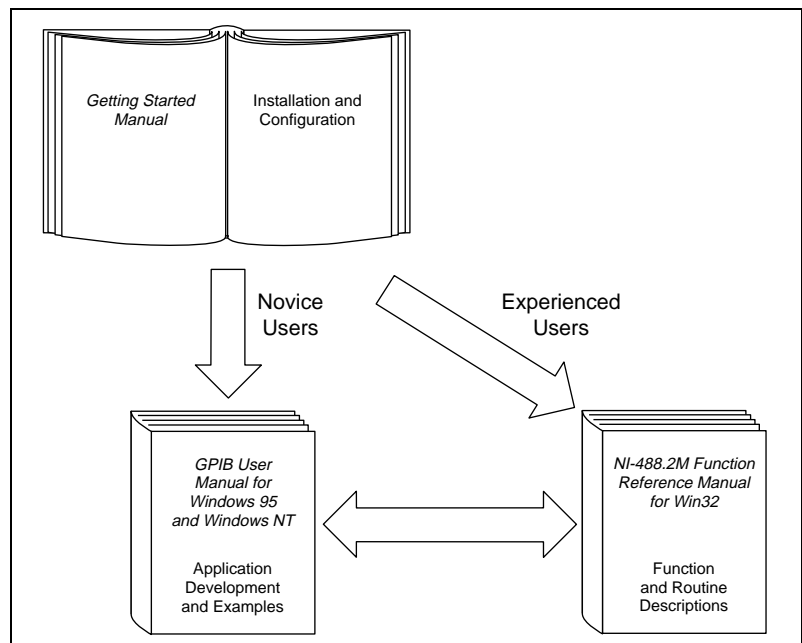 Getting Started
Manual
Installation and
Configuration
Novice
Users
Experienced
Users
GPIB User
Manual for
Windows 95
and Windows NT
Application
Development
and Examples
NI-488.2M Function
Reference Manual
for Win32
Function
and Routine
Descriptions